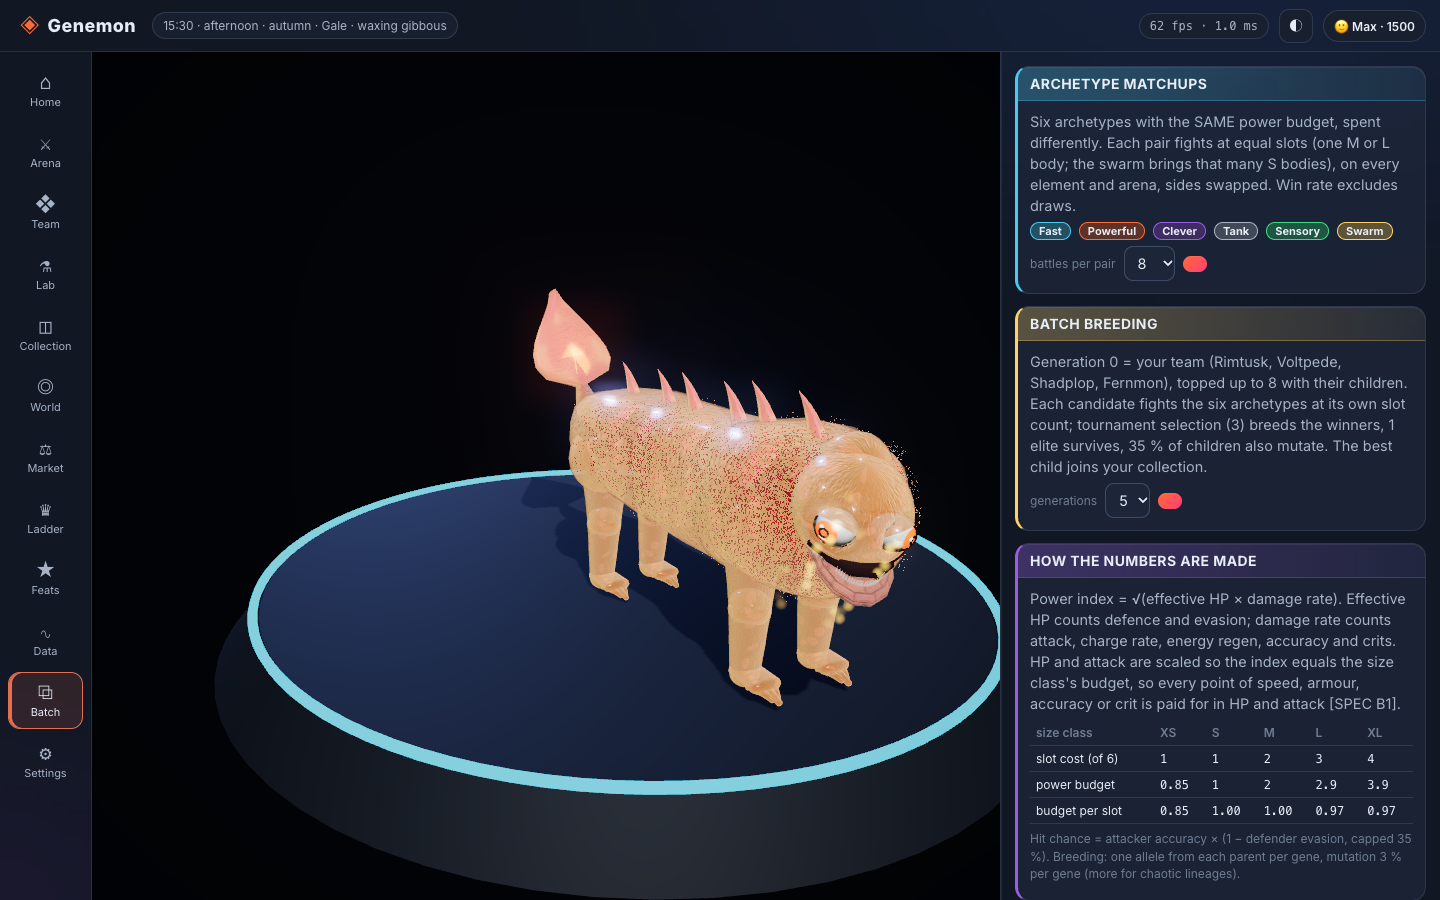 Genemon
15:30 · afternoon · autumn · Gale · waxing gibbous
62 fps · 1.0 ms
Max · 1500
Home
Arena
Team
Lab
Collection
World
Market
Ladder
Feats
Data
Batch
Settings
ARCHETYPE MATCHUPS
Six archetypes with the SAME power budget, spent
differently. Each pair fights at equal slots (one M or L
body; the swarm brings that many S bodies), on every
element and arena, sides swapped. Win rate excludes
draws.
Fast Powerful Clever Tank Sensory Swarm
battles per pair 8
BATCH BREEDING
Generation 0 = your team (Rimtusk, Voltpede,
Shadplop, Fernmon), topped up to 8 with their children.
Each candidate fights the six archetypes at its own slot
count; tournament selection (3) breeds the winners, 1
elite survives, 35 % of children also mutate. The best
child joins your collection.
generations 5
HOW THE NUMBERS ARE MADE
Power index = √(effective HP × damage rate). Effective
HP counts defence and evasion; damage rate counts
attack, charge rate, energy regen, accuracy and crits.
HP and attack are scaled so the index equals the size
class's budget, so every point of speed, armour,
accuracy or crit is paid for in HP and attack [SPEC B1].
size class XS S M L XL
slot cost (of 6) 1 1 2 3 4
power budget 0.85 1 2 2.9 3.9
budget per slot 0.85 1.00 1.00 0.97 0.97
Hit chance = attacker accuracy × (1 − defender evasion, capped 35
%). Breeding: one allele from each parent per gene, mutation 3 %
per gene (more for chaotic lineages).